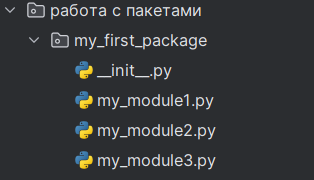 работа с пакетами
my_first_package
__init__.py
my_module1.py
my_module2.py
my_module3.py